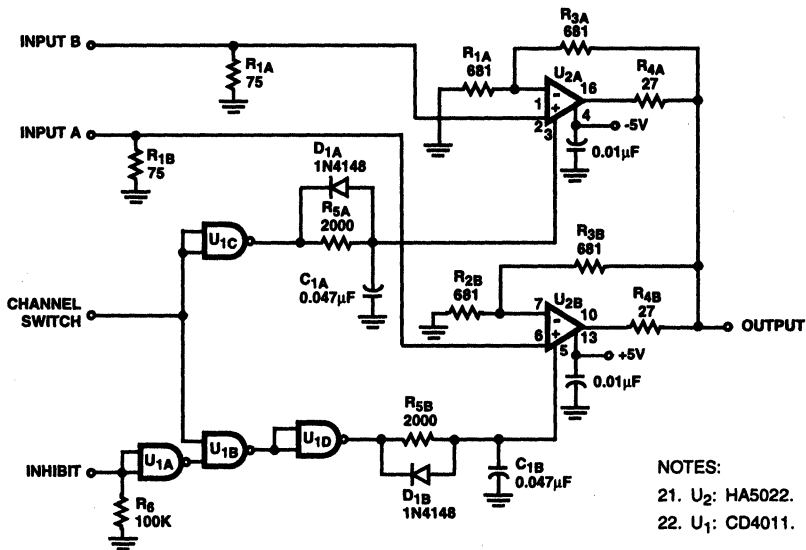 INPUT B
R1A
75
R1A
681
R3A
681
U2A
16
1
-
+
2
3
4
R4A
27
-5V
0.01µF
INPUT A
R1B
75
D1A
1N4148
R5A
2000
U1C
C1A
0.047µF
R3B
681
R2B
681
U2B
7
10
-
+
6
13
5
R4B
27
OUTPUT
+5V
0.01µF
CHANNEL
SWITCH
R5B
2000
U1D
U1B
U1A
D1B
1N4148
C1B
0.047µF
INHIBIT
R6
100K
NOTES:
21. U2: HA5022.
22. U1: CD4011.